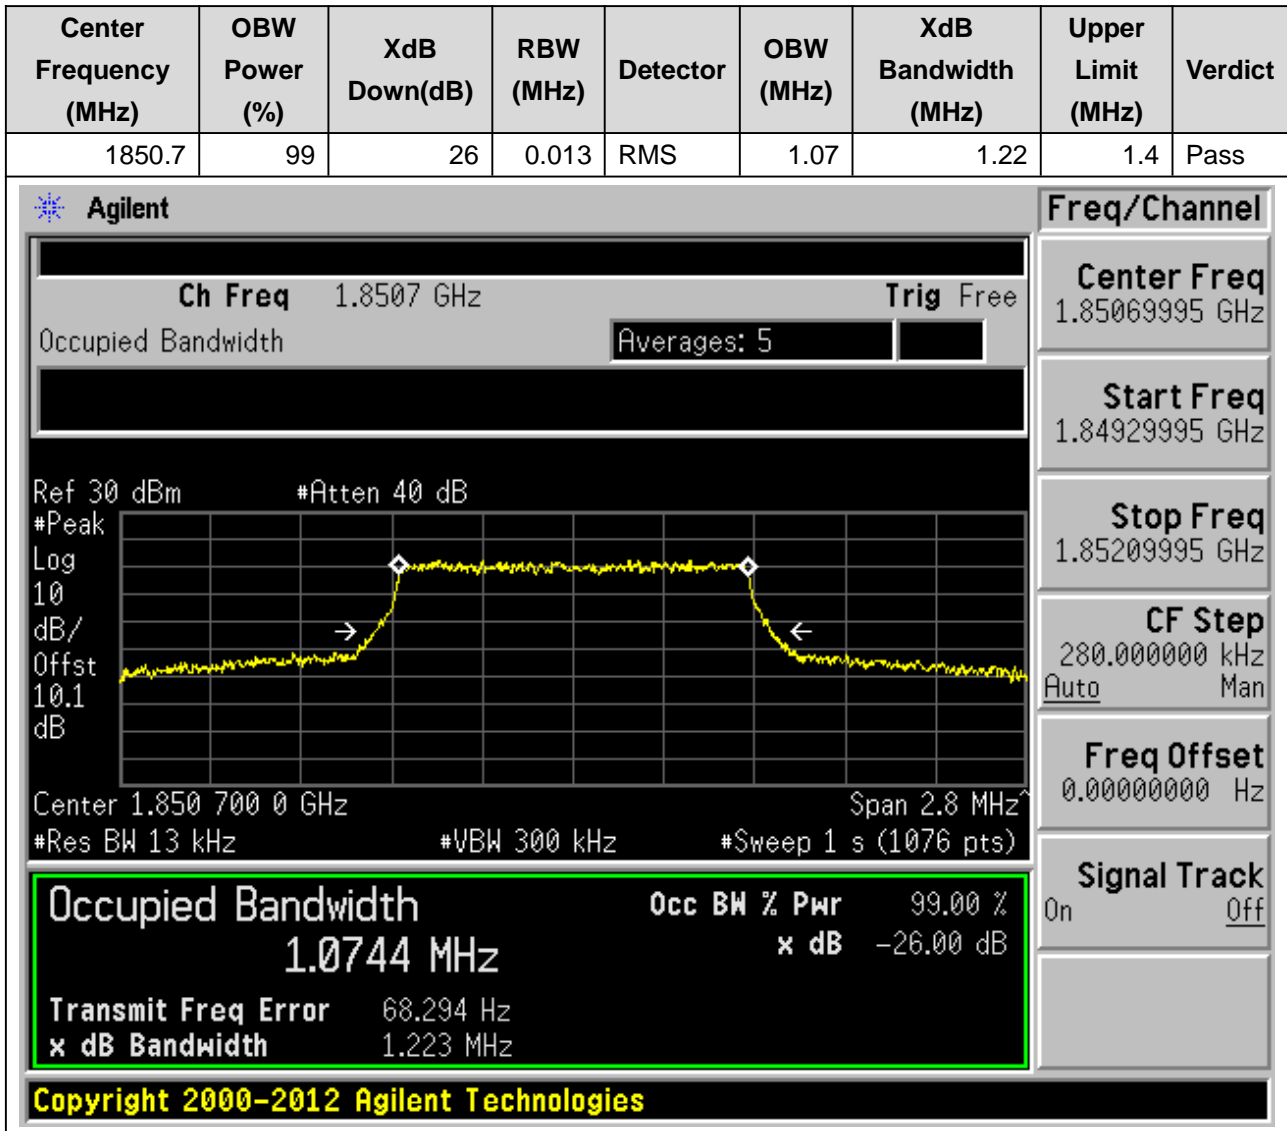 Center Frequency (MHz) OBW Power (%) XdB Down(dB) RBW (MHz) Detector OBW (MHz) XdB Bandwidth (MHz) Upper Limit (MHz) Verdict
1850.7 99 26 0.013 RMS 1.07 1.22 1.4 Pass
Agilent
Freq/Channel
Ch Freq 1.8507 GHz Trig Free
Occupied Bandwidth Averages: 5
Center Freq
1.85069995 GHz
Start Freq
1.84929995 GHz
Stop Freq
1.85209995 GHz
CF Step
280.000000 kHz
Auto Man
Freq Offset
0.00000000 Hz
Signal Track
On Off
Ref 30 dBm #Atten 40 dB
#Peak
Log
10
dB/
Offst
10.1
dB
Center 1.850 700 0 GHz Span 2.8 MHz^
#Res BW 13 kHz #VBW 300 kHz #Sweep 1 s (1076 pts)
Occupied Bandwidth
1.0744 MHz
Occ BW % Pwr 99.00 %
x dB -26.00 dB
Transmit Freq Error 68.294 Hz
x dB Bandwidth 1.223 MHz
Copyright 2000-2012 Agilent Technologies